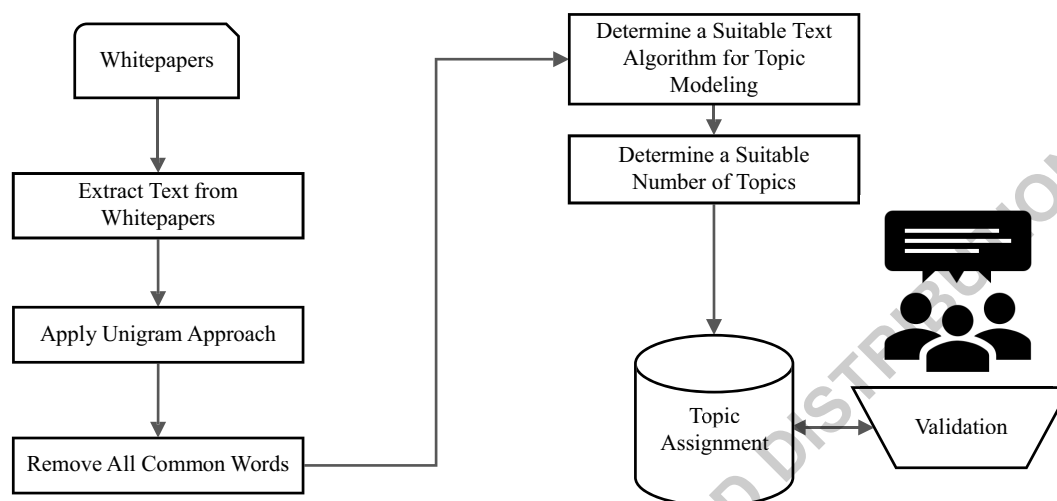 Whitepapers
Extract Text from
Whitepapers
Apply Unigram Approach
Remove All Common Words
Determine a Suitable Text
Algorithm for Topic
Modeling
Determine a Suitable
Number of Topics
Topic
Assignment
Validation
D DISTRIBUTION